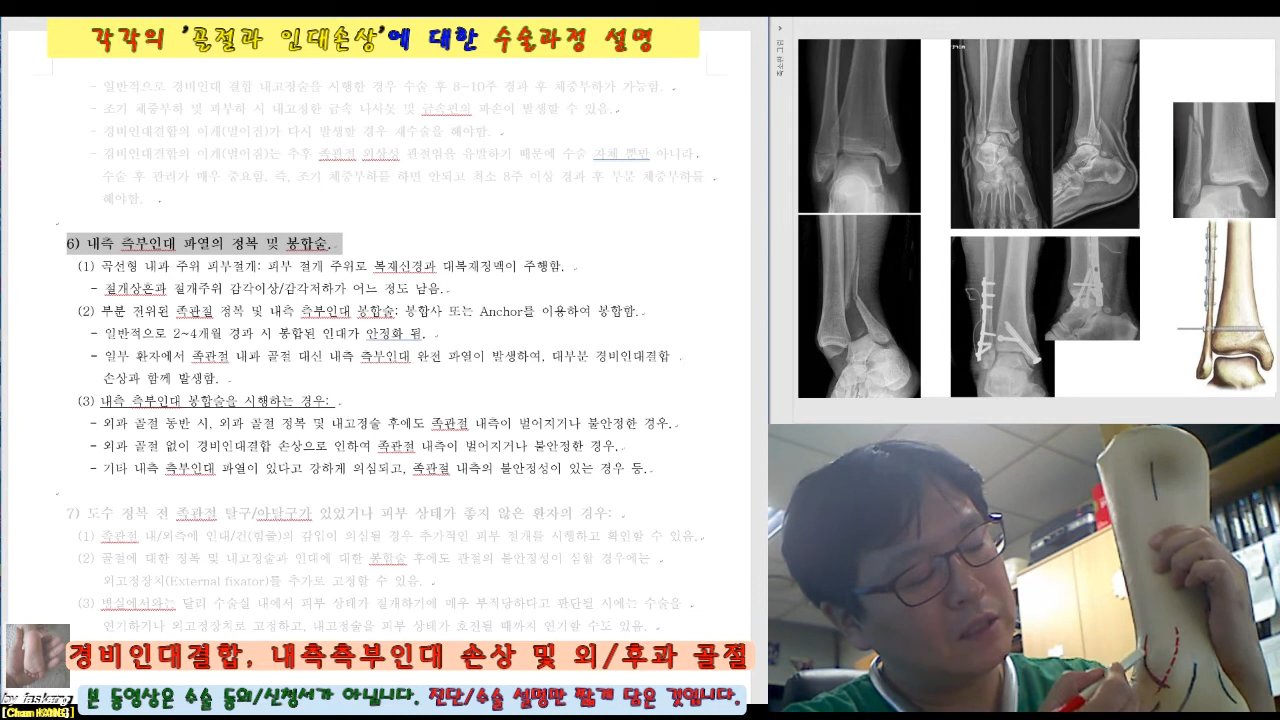 각각의 '골절과 인대손상'에 대한 수술과정 설명
- 일반적으로 경비인대 결합 내고정술을 시행한 경우 수술 후 8-10주 경과 후 체중부하가 가능함.
- 조기 체중부하 및 과부하 시 내고정한 금속 나사못 및 금속판의 파손이 발생할 수 있음.
- 경비인대결합의 이개(벌어짐)가 다시 발생할 경우 재수술을 해야함.
- 경비인대결합의 이개(벌어짐)는 추후 족관절 외상성 관절염을 유발하기 때문에 수술 자체 뿐만 아니라,
수술 후 관리가 매우 중요함. 즉, 조기 체중부하를 하면 안되고 최소 8주 이상 경과 후 부분 체중부하를
해야함.
6) 내측 측부인대 파열의 정복 및 봉합술.
(1) 곡선형 내과 주위 피부절개: 피부 절개 주위로 복재신경과 대복재정맥이 주행함.
- 절개상흔과 절개주위 감각이상/감각저하가 어느 정도 남음.
(2) 부분 전위된 족관절 정복 및 내측 측부인대 봉합술: 봉합사 또는 Anchor를 이용하여 봉합함.
- 일반적으로 2~4개월 경과 시 봉합된 인대가 안정화 됨.
- 일부 환자에서 족관절 내과 골절 대신 내측 측부인대 완전 파열이 발생하여, 대부분 경비인대결합
손상과 함께 발생함.
(3) 내측 측부인대 봉합술을 시행하는 경우:
- 외과 골절 동반 시, 외과 골절 정복 및 내고정술 후에도 족관절 내측이 벌어지거나 불안정한 경우.
- 외과 골절 없이 경비인대결합 손상으로 인하여 족관절 내측이 벌어지거나 불안정한 경우.
- 기타 내측 측부인대 파열이 있다고 강하게 의심되고, 족관절 내측의 불안정성이 있는 경우 등.
7) 도수 정복 전 족관절 탈구/아탈구가 있었거나 피부 상태가 좋지 않은 환자의 경우:
(1) 족관절 내/외측에 인대/건(힘줄)의 감입이 의심될 경우 추가적인 피부 절개를 시행하고 확인할 수 있음.
(2) 골절에 대한 정복 및 내고정술과 인대에 대한 봉합술 후에도 관절의 불안정성이 심할 경우에는
외고정장치(External fixator)를 추가로 고정할 수 있음.
(3) 병실에서와는 달리 수술실 내에서 피부 상태가 절개하기에 매우 부적당하다고 판단될 시에는 수술을
연기하거나 외고정장치로 고정하고, 내고정술을 피부 상태가 호전될 때까지 연기할 수도 있음.
경비인대결합, 내측측부인대 손상 및 외/후과 골절
본 동영상은 수술 동의/신청서가 아닙니다. 진단/수술 설명만 짧게 담은 것입니다.
by faskang